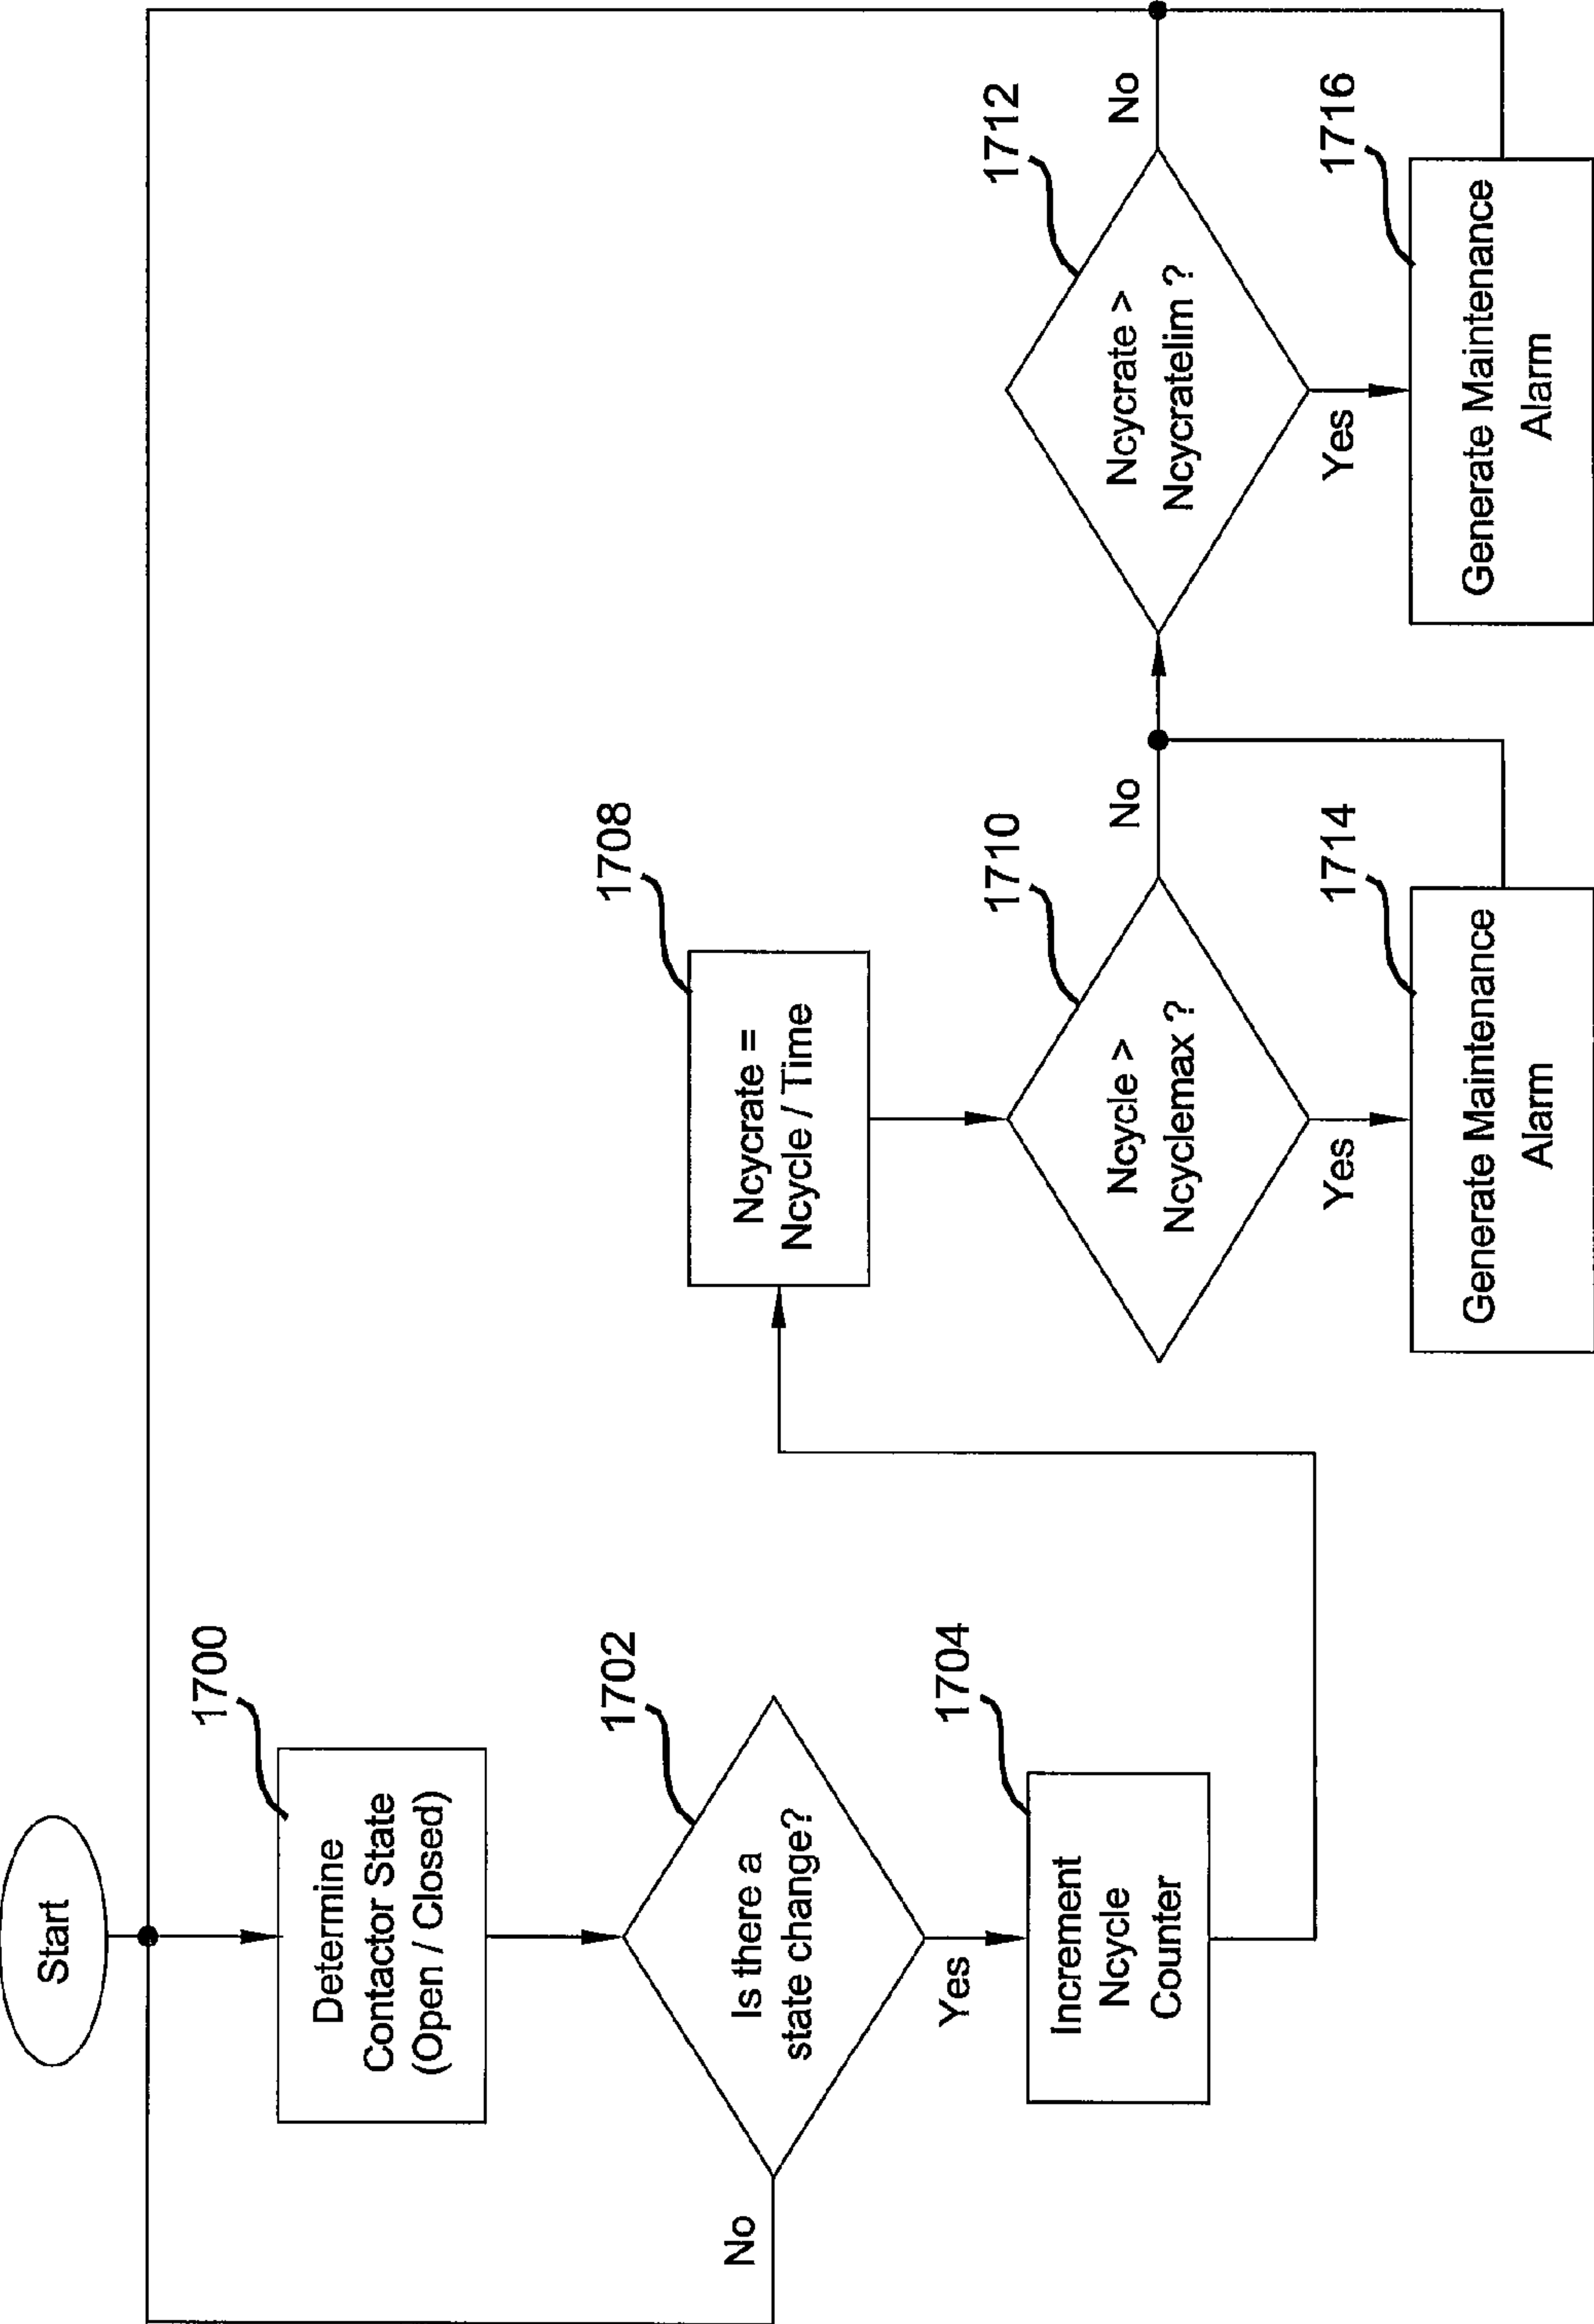 Start
1700
Determine
Contactor State
(Open / Closed)
1702
Is there a
state change?
No
Yes
1704
Increment
Ncycle
Counter
1708
Ncycrate =
Ncycle / Time
1710
Ncycle >
Ncyclemax ?
No
Yes
1714
Generate Maintenance
Alarm
1712
Ncycrate >
Ncycratelim ?
No
Yes
1716
Generate Maintenance
Alarm